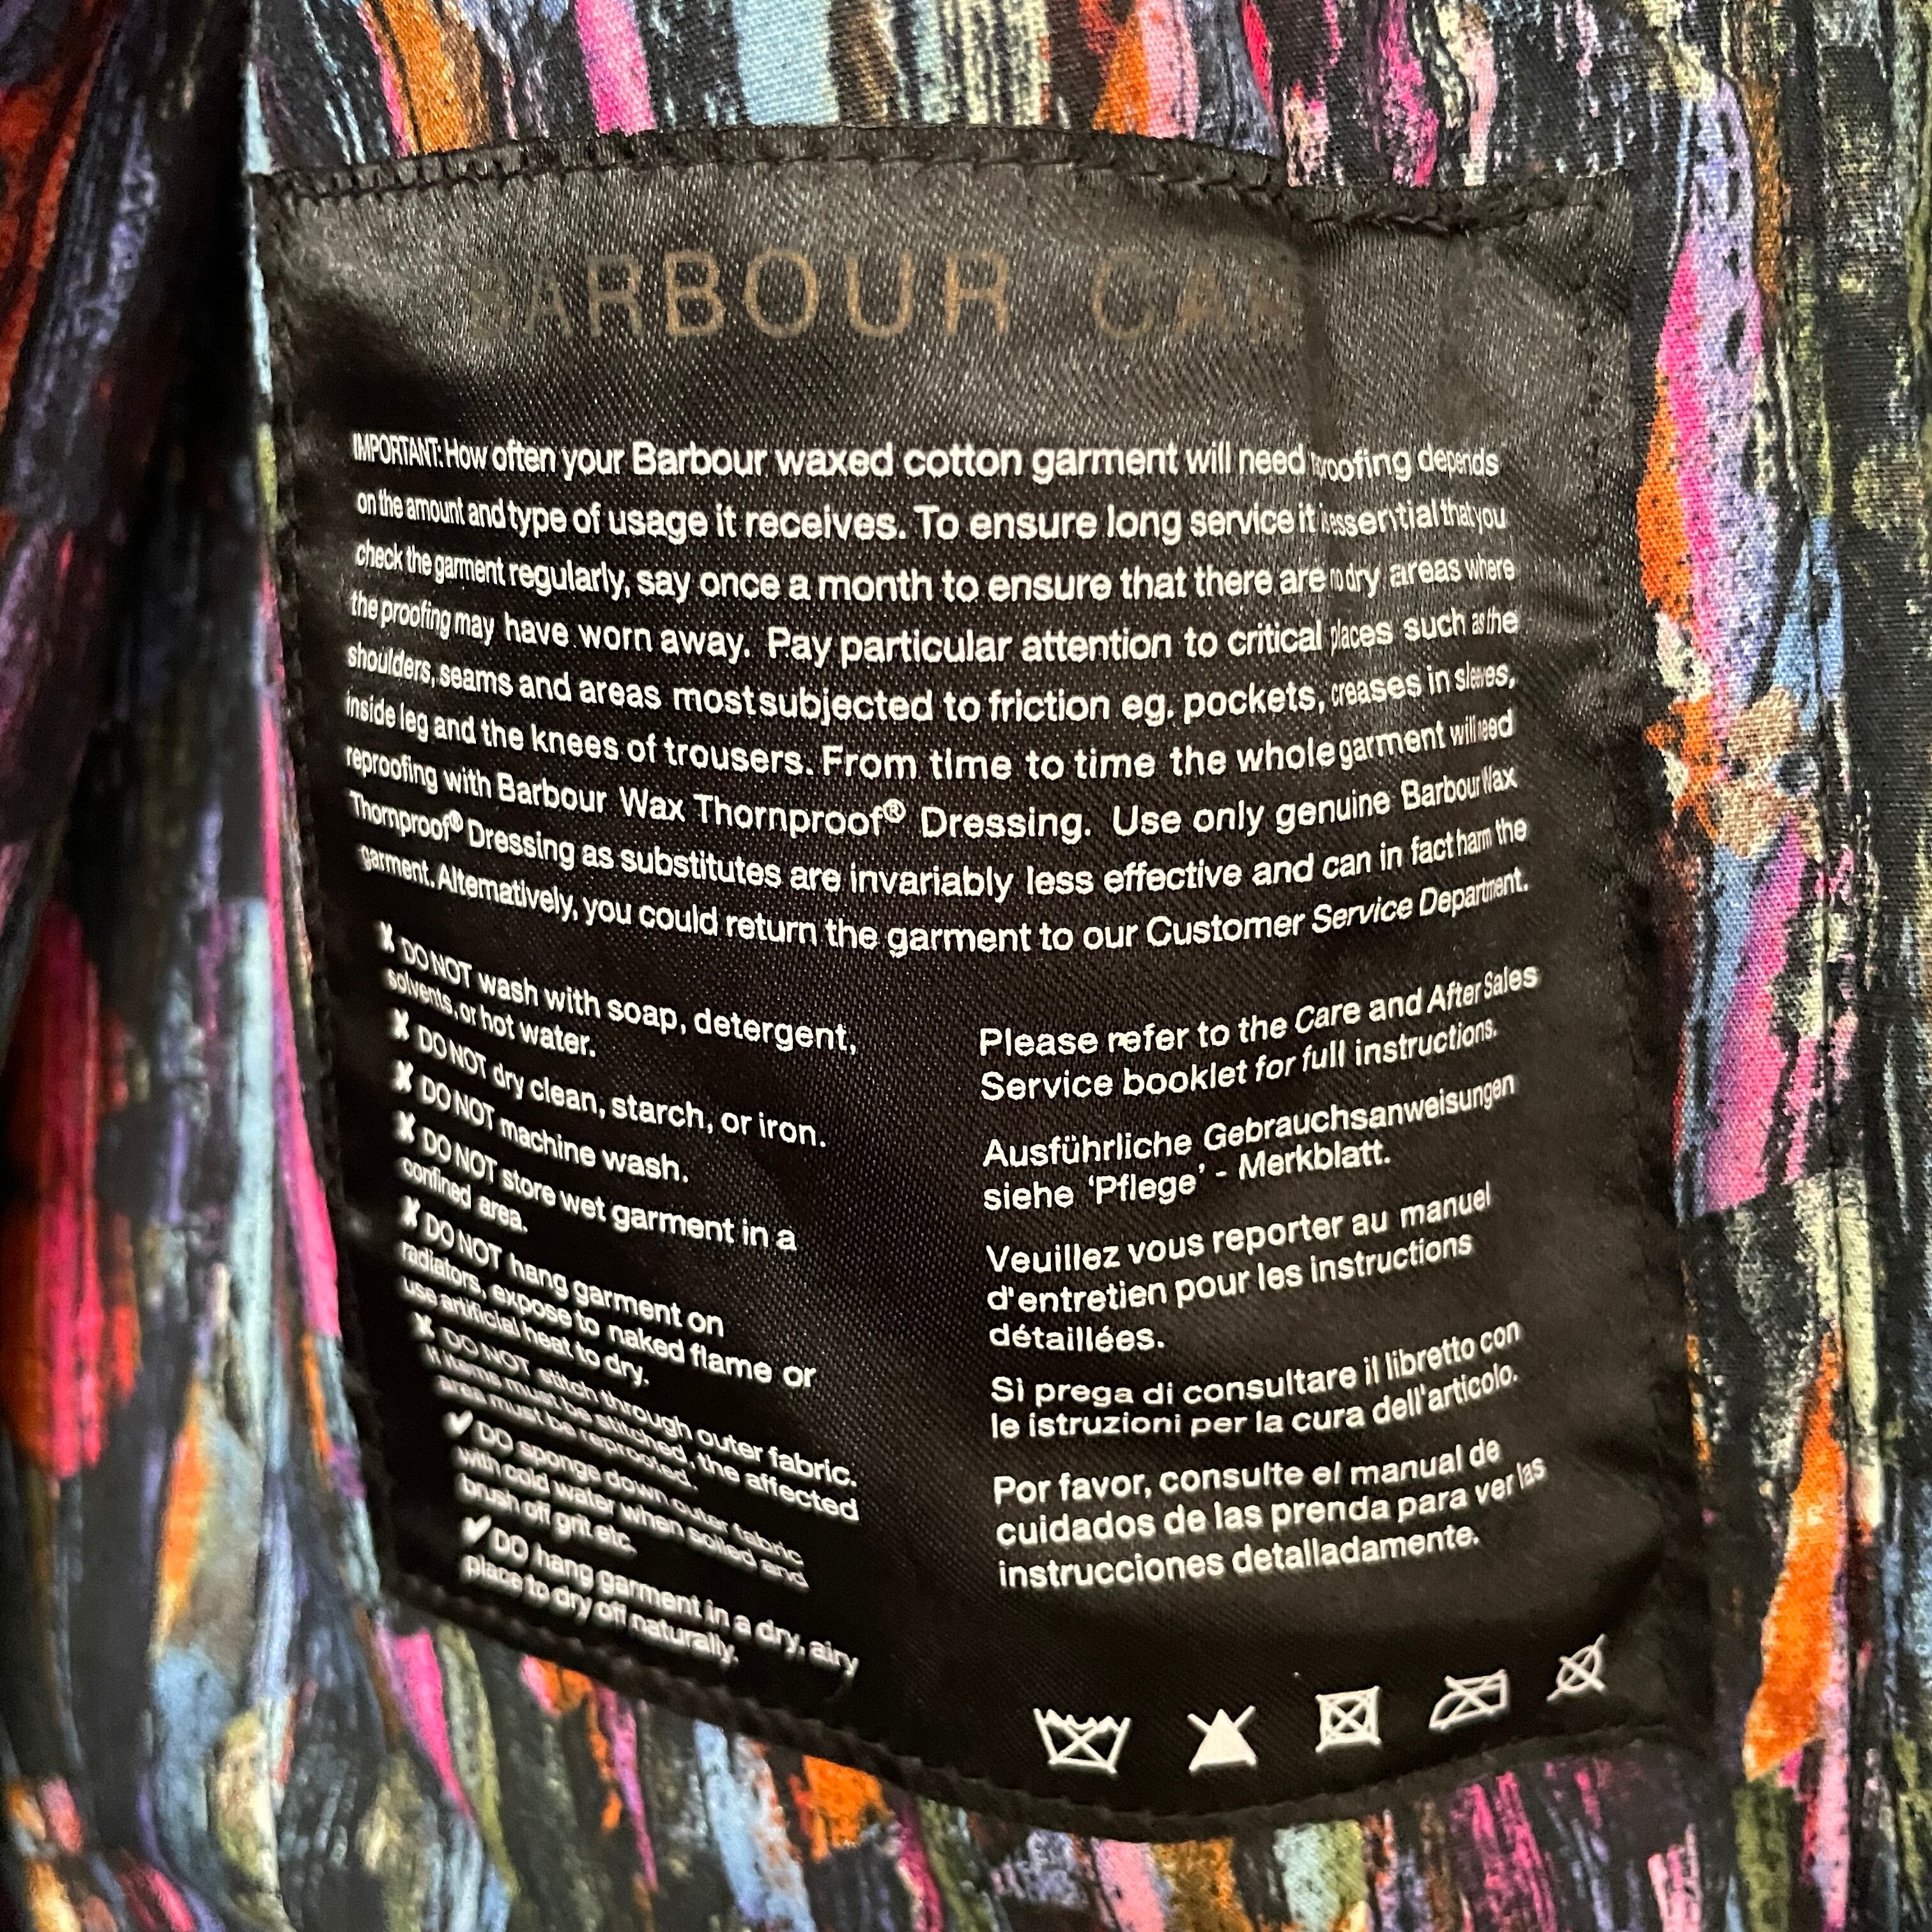 BARBOUR CAR
IMPORTANT: How often your Barbour waxed cotton garment will need proofing depends
on the amount and type of usage it receives. To ensure long service it is essential that you
check the garment regularly, say once a month to ensure that there are no dry areas where
the proofing may have worn away. Pay particular attention to critical places such as the
shoulders, seams and areas most subjected to friction eg. pockets, creases in sleeves,
inside leg and the knees of trousers. From time to time the whole garment will need
reproofing with Barbour Wax Thornproof® Dressing. Use only genuine Barbour Wax
Thornproof® Dressing as substitutes are invariably less effective and can in fact harm the
garment. Alternatively, you could return the garment to our Customer Service Department.
✘ DO NOT wash with soap, detergent,
solvents, or hot water.
✘ DO NOT dry clean, starch, or iron.
✘ DO NOT machine wash.
✘ DO NOT store wet garment in a
confined area.
✘ DO NOT hang garment on
radiators, expose to naked flame or
use artificial heat to dry.
✘ DO NOT stitch through outer fabric.
If items must be stitched, the affected
area must be reproofed.
✔ DO sponge down outer fabric
with cold water when soiled and
brush off grit etc.
✔ DO hang garment in a dry, airy
place to dry off naturally.
Please refer to the Care and After Sales
Service booklet for full instructions.
Ausführliche Gebrauchsanweisungen
siehe 'Pflege' - Merkblatt.
Veuillez vous reporter au manuel
d'entretien pour les instructions
détaillées.
Sì prega di consultare il libretto con
le istruzioni per la cura dell'articolo.
Por favor, consulte el manual de
cuidados de las prenda para ver las
instrucciones detalladamente.